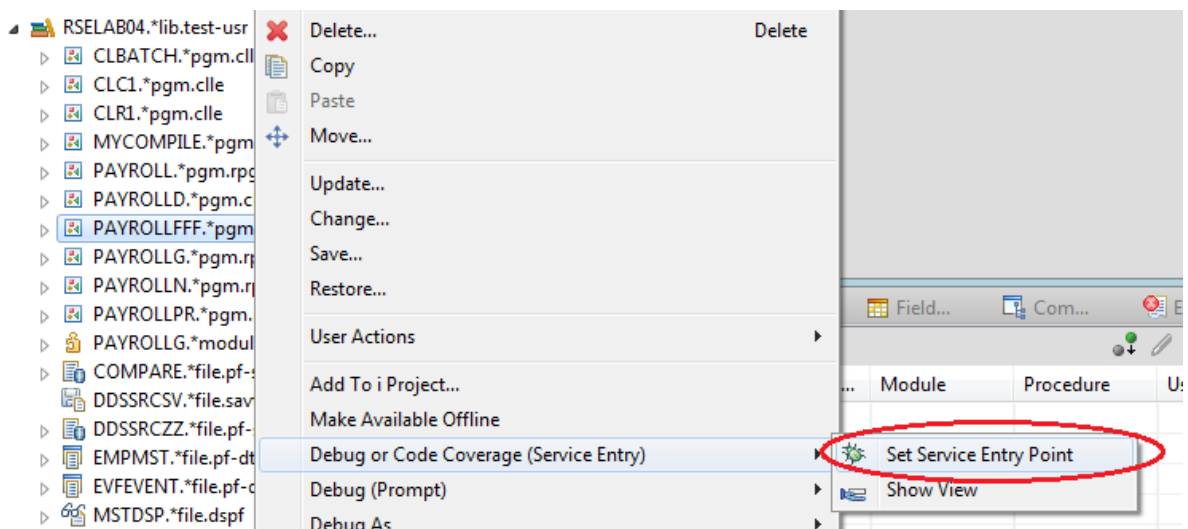 RSELAB04.*lib.test-usr
CLBATCH.*pgm.cll
CLC1.*pgm.clle
CLR1.*pgm.clle
MYCOMPILE.*pgm
PAYROLL.*pgm.rpg
PAYROLLD.*pgm.c
PAYROLLFFF.*pgm
PAYROLLG.*pgm.rp
PAYROLLN.*pgm.rp
PAYROLLPR.*pgm.
PAYROLLG.*modul
COMPARE.*file.pf-s
DDSSRCSV.*file.sav
DDSSRCZZ.*file.pf-
EMPMST.*file.pf-dt
EVFEVENT.*file.pf-d
MSTDSP.*file.dspf
Delete... Delete
Copy
Paste
Move...
Update...
Change...
Save...
Restore...
User Actions
Add To i Project...
Make Available Offline
Debug or Code Coverage (Service Entry)
Debug (Prompt)
Debug As
Field... Com... E
... Module Procedure Us
Set Service Entry Point
Show View